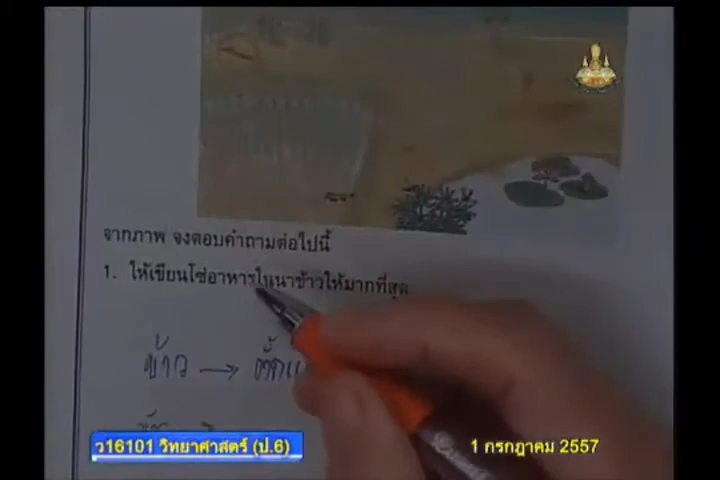 จากภาพ จงตอบคำถามต่อไปนี้
1. ให้เขียนโซ่อาหารในนาข้าวให้มากที่สุด
ข้าว → ตั๊กแ
ว16101 วิทยาศาสตร์ (ป.6)
1 กรกฎาคม 2557